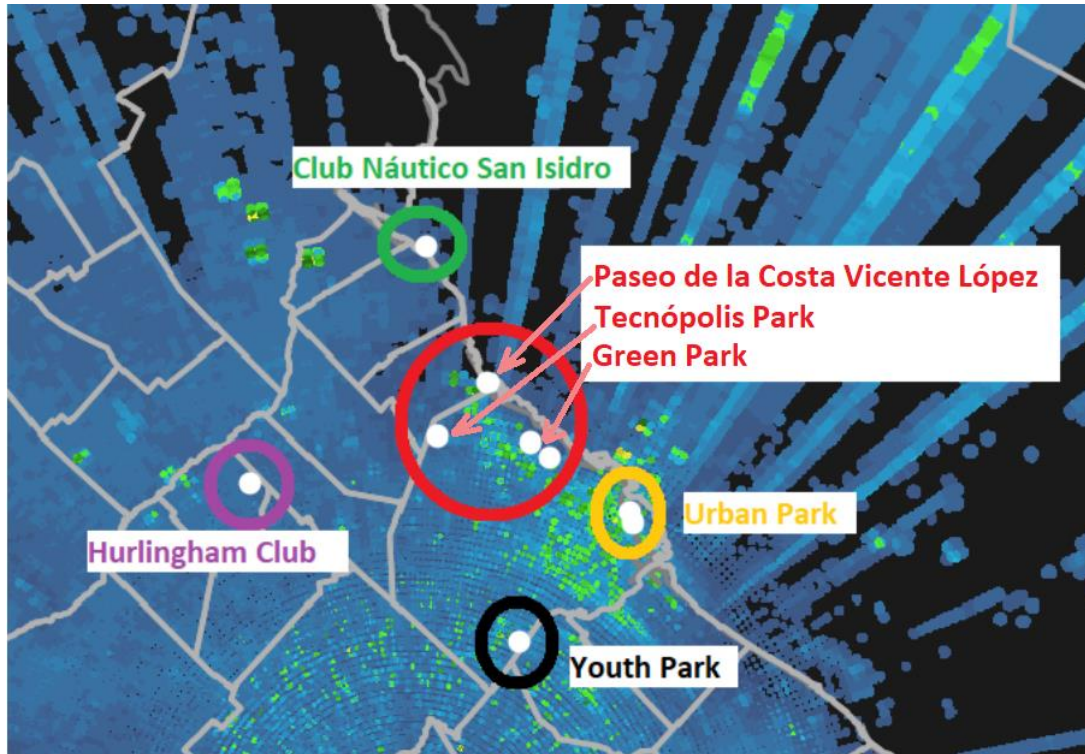 Club Náutico San Isidro
Paseo de la Costa Vicente López
Tecnópolis Park
Green Park
Urban Park
Hurlingham Club
Youth Park